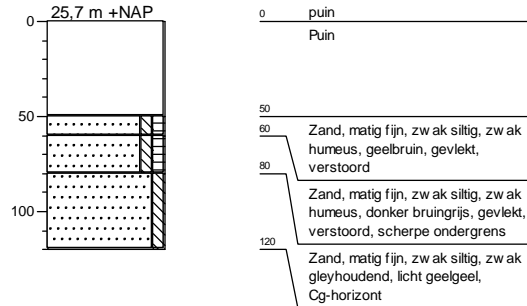 25,7 m +NAP
0
50
100
0
puin
Puin
50
60
Zand, matig fijn, zwak siltig, zwak
humeus, geelbruin, gevlekt,
verstoord
80
Zand, matig fijn, zwak siltig, zwak
humeus, donker bruingrijs, gevlekt,
verstoord, scherpe ondergrens
120
Zand, matig fijn, zwak siltig, zwak
gleyhoudend, licht geelgeel,
Cg-horizont